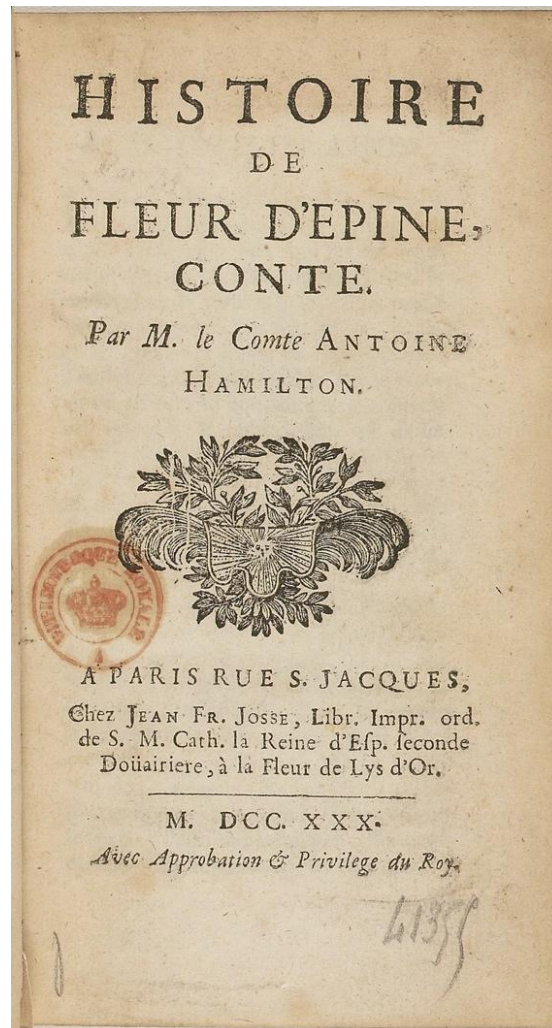 HISTOIRE
DE
FLEUR D'EPINE,
CONTE.
Par M. le Comte ANTOINE
HAMILTON.
A PARIS RUE S. JACQUES,
Chez JEAN FR. JOSSE, Libr. Impr. ord.
de S. M. Cath. la Reine d'Eſp. ſeconde
Doüairiere, à la Fleur de Lys d'Or.
M. DCC. XXX.
Avec Approbation & Privilege du Roy.